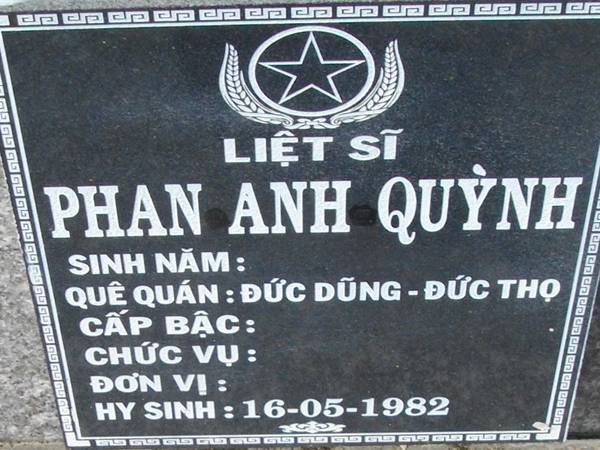 LIỆT SĨ
PHAN ANH QUỲNH
SINH NĂM :
QUÊ QUÁN : ĐỨC DŨNG - ĐỨC THỌ
CẤP BẬC :
CHỨC VỤ :
ĐƠN VỊ :
HY SINH : 16-05-1982